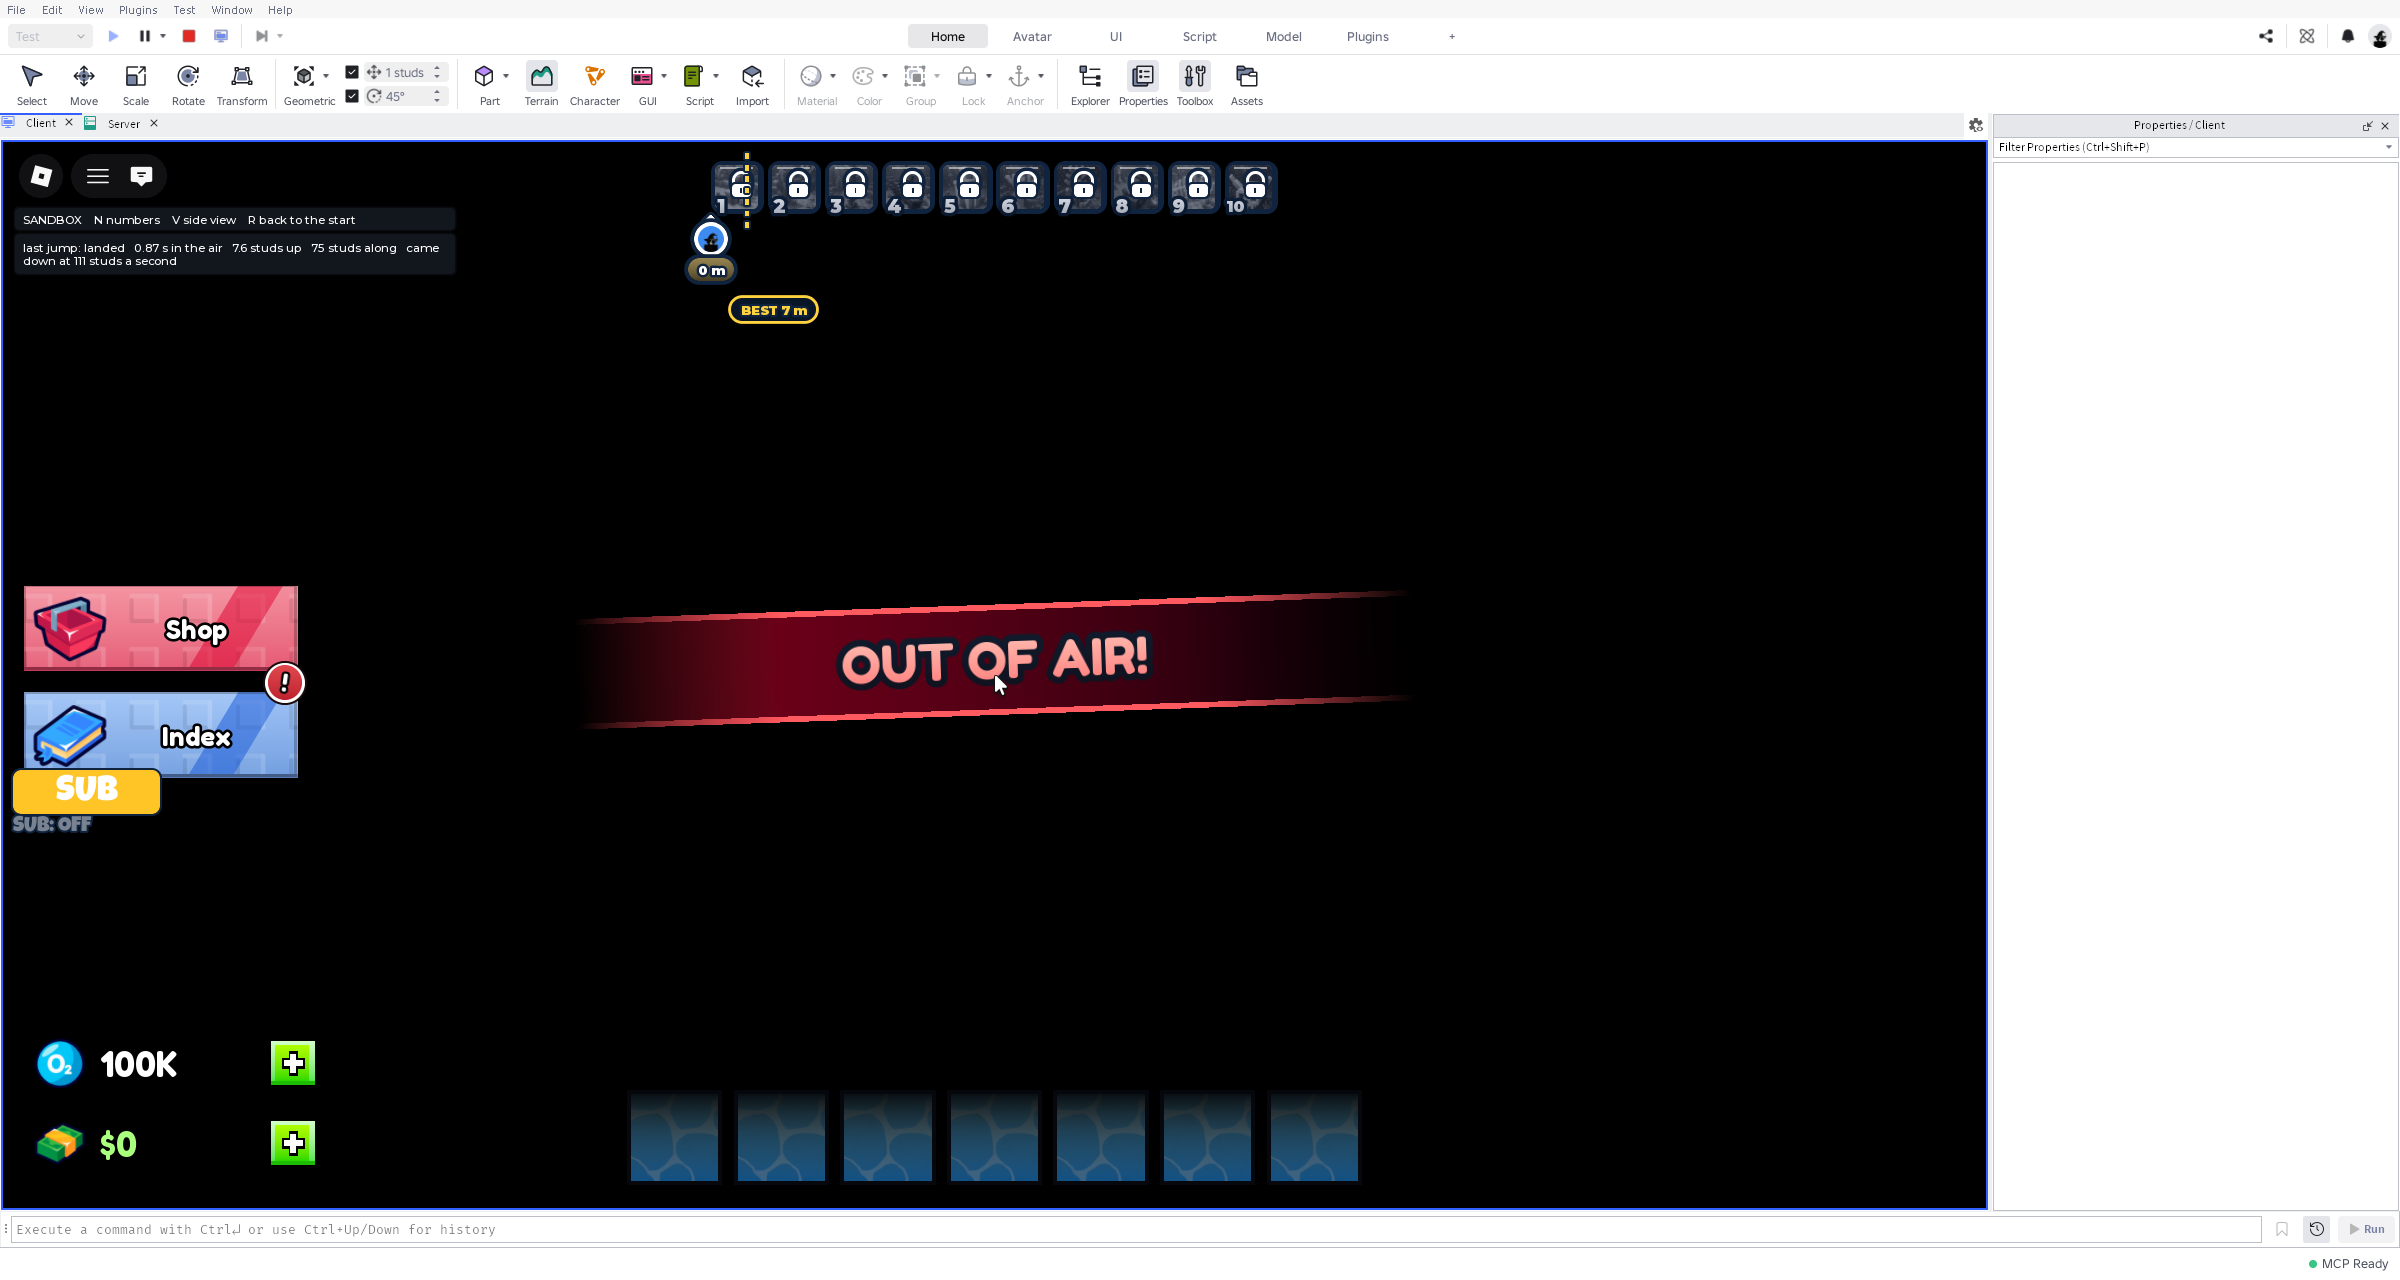 File Edit View Plugins Test Window Help
Test
Home Avatar UI Script Model Plugins +
1 studs
45°
Select Move Scale Rotate Transform Geometric Part Terrain Character GUI Script Import Material Color Group Lock Anchor Explorer Properties Toolbox Assets
Client Server
Properties / Client
Filter Properties (Ctrl+Shift+P)
1 2 3 4 5 6 7 8 9 10
SANDBOX N numbers V side view R back to the start
last jump: landed 0.87 s in the air 7.6 studs up 75 studs along came
down at 111 studs a second
0 m
BEST 7 m
Shop
OUT OF AIR!
!
Index
SUB
SUB: OFF
O2 100K
$0
Execute a command with Ctrl↵ or use Ctrl+Up/Down for history
Run
MCP Ready